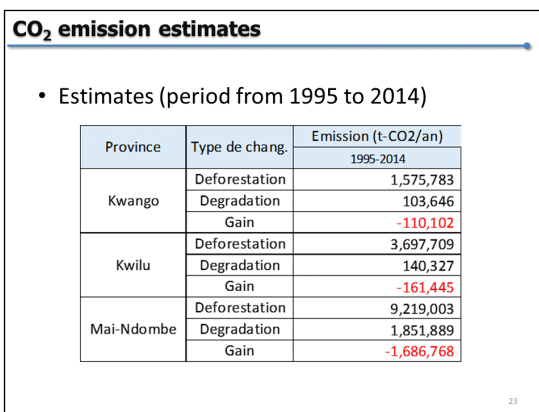 CO2 emission estimates
• Estimates (period from 1995 to 2014)
Province Type de chang. Emission (t-CO2/an)
1995-2014
Kwango Deforestation 1,575,783
Degradation 103,646
Gain -110,102
Kwilu Deforestation 3,697,709
Degradation 140,327
Gain -161,445
Mai-Ndombe Deforestation 9,219,003
Degradation 1,851,889
Gain -1,686,768
23